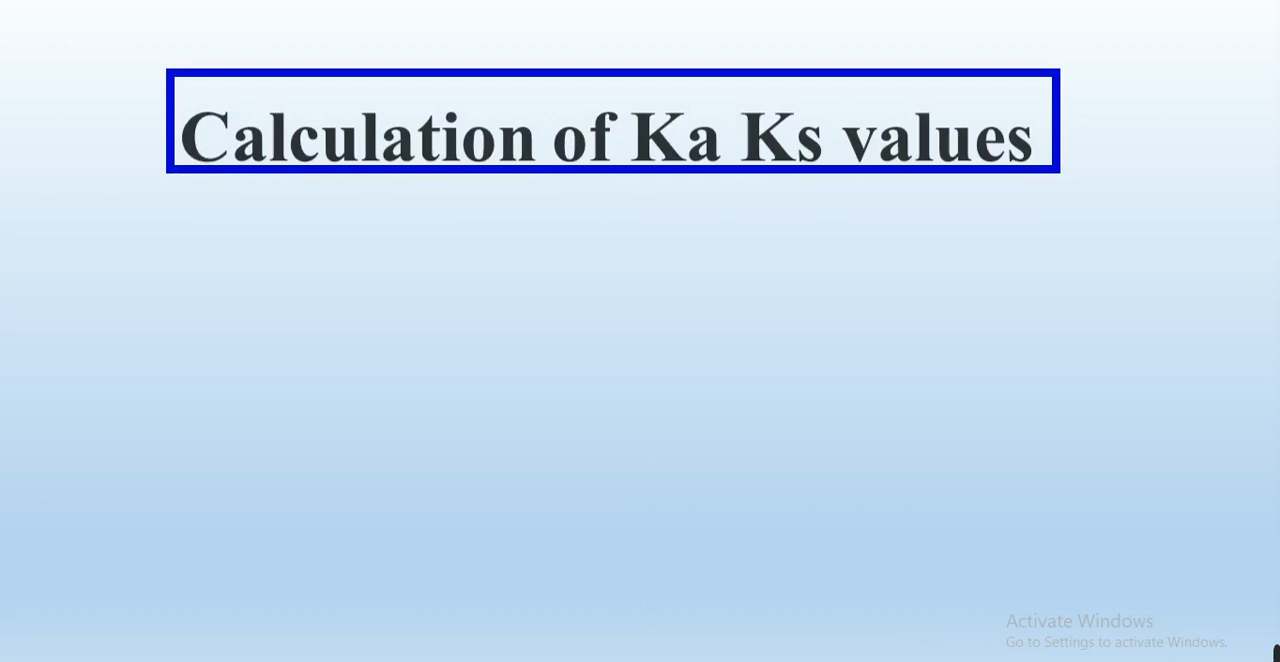 Calculation of Ka Ks values
Activate Windows
Go to Settings to activate Windows.